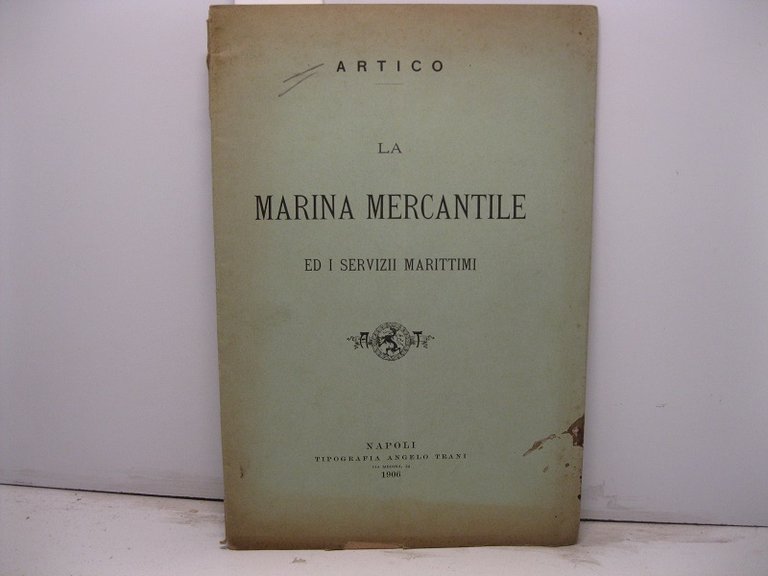 ARTICO
LA
MARINA MERCANTILE
ED I SERVIZII MARITTIMI
A T
NAPOLI
TIPOGRAFIA ANGELO TRANI
1906